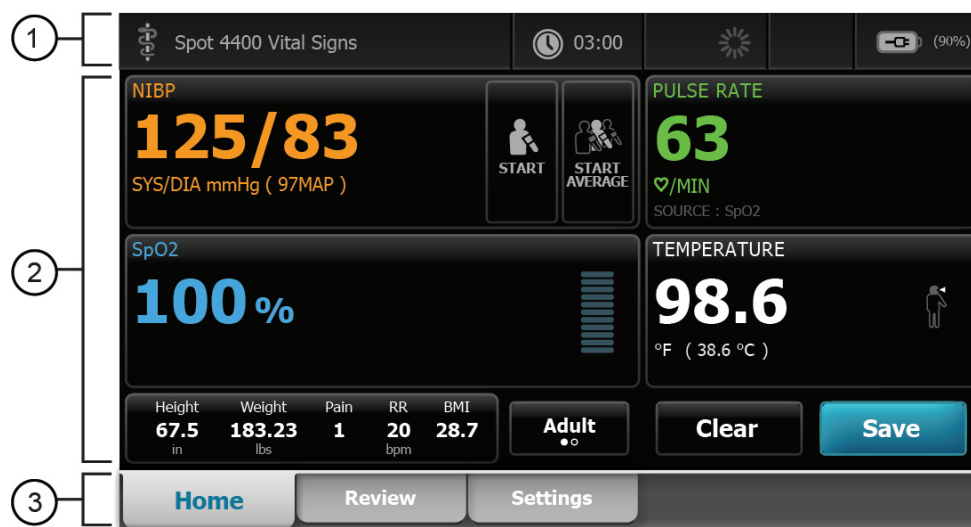 1
Spot 4400 Vital Signs
03:00
(90%)
2
NIBP
125/83
SYS/DIA mmHg ( 97MAP )
START
START
AVERAGE
PULSE RATE
63
♡/MIN
SOURCE : SpO2
SpO2
100 %
TEMPERATURE
98.6
°F ( 38.6 °C )
Height Weight Pain RR BMI
67.5 183.23 1 20 28.7
in lbs bpm
Adult
Clear
Save
3
Home
Review
Settings